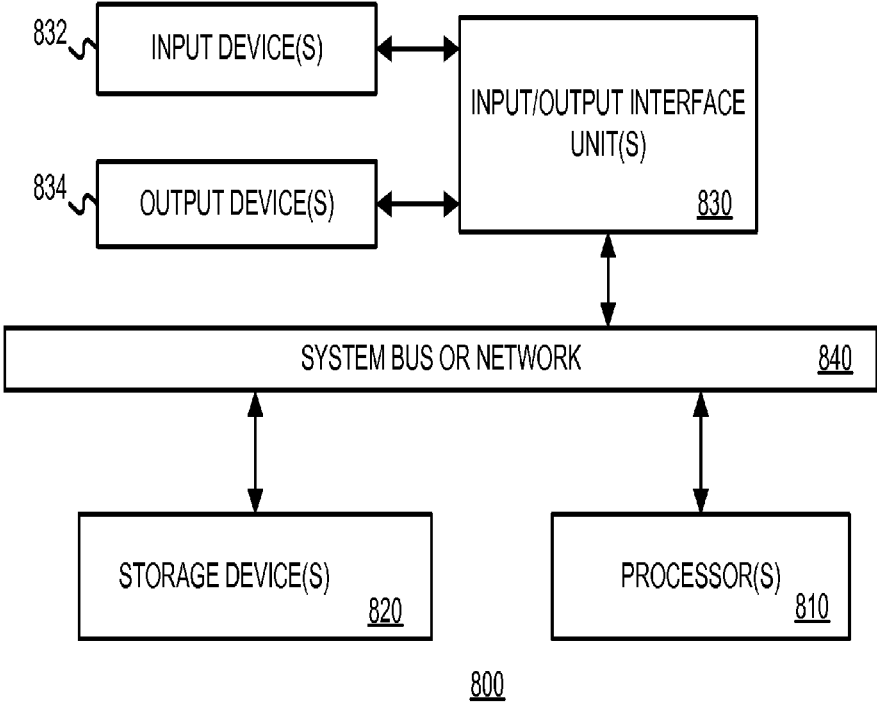 832
INPUT DEVICE(S)
INPUT/OUTPUT INTERFACE
UNIT(S)
830
834
OUTPUT DEVICE(S)
SYSTEM BUS OR NETWORK
840
STORAGE DEVICE(S)
820
PROCESSOR(S)
810
800